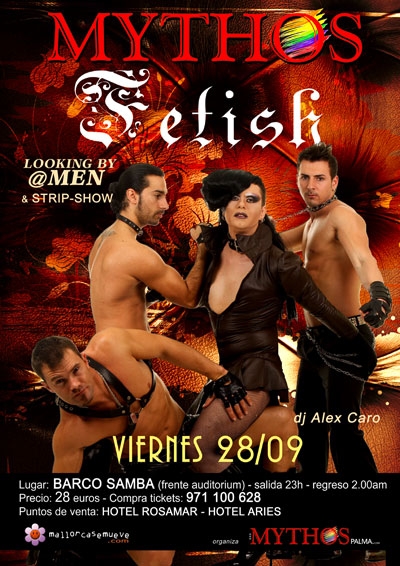 MYTHOS
Fetish
LOOKING BY
@MEN
& STRIP-SHOW
dj Alex Caro
VIERNES 28/09
Lugar: BARCO SAMBA (frente auditorium) - salida 23h - regreso 2.00am
Precio: 28 euros - Compra tickets: 971 100 628
Puntos de venta: HOTEL ROSAMAR - HOTEL ARIES
mallorcasemueve
.com
organiza
MYTHOS
PALMA